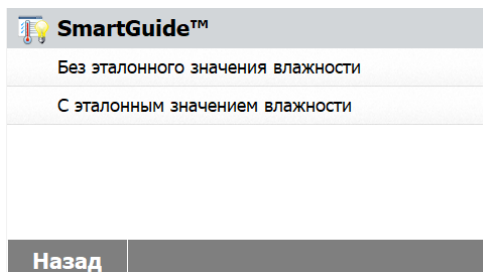 SmartGuide™
Без эталонного значения влажности
С эталонным значением влажности
Назад